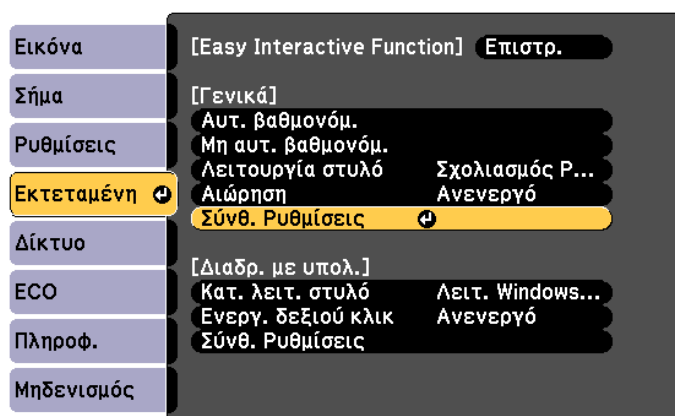 Εικόνα
Σήμα
Ρυθμίσεις
Εκτεταμένη
Δίκτυο
ECO
Πληροφ.
Μηδενισμός
[Easy Interactive Function] Επιστρ.
[Γενικά]
Αυτ. βαθμονόμ.
Μη αυτ. βαθμονόμ.
Λειτουργία στυλό Σχολιασμός P...
Αιώρηση Ανενεργό
Σύνθ. Ρυθμίσεις
[Διαδρ. με υπολ.]
Κατ. λειτ. στυλό Λειτ. Windows...
Ενεργ. δεξιού κλικ Ανενεργό
Σύνθ. Ρυθμίσεις